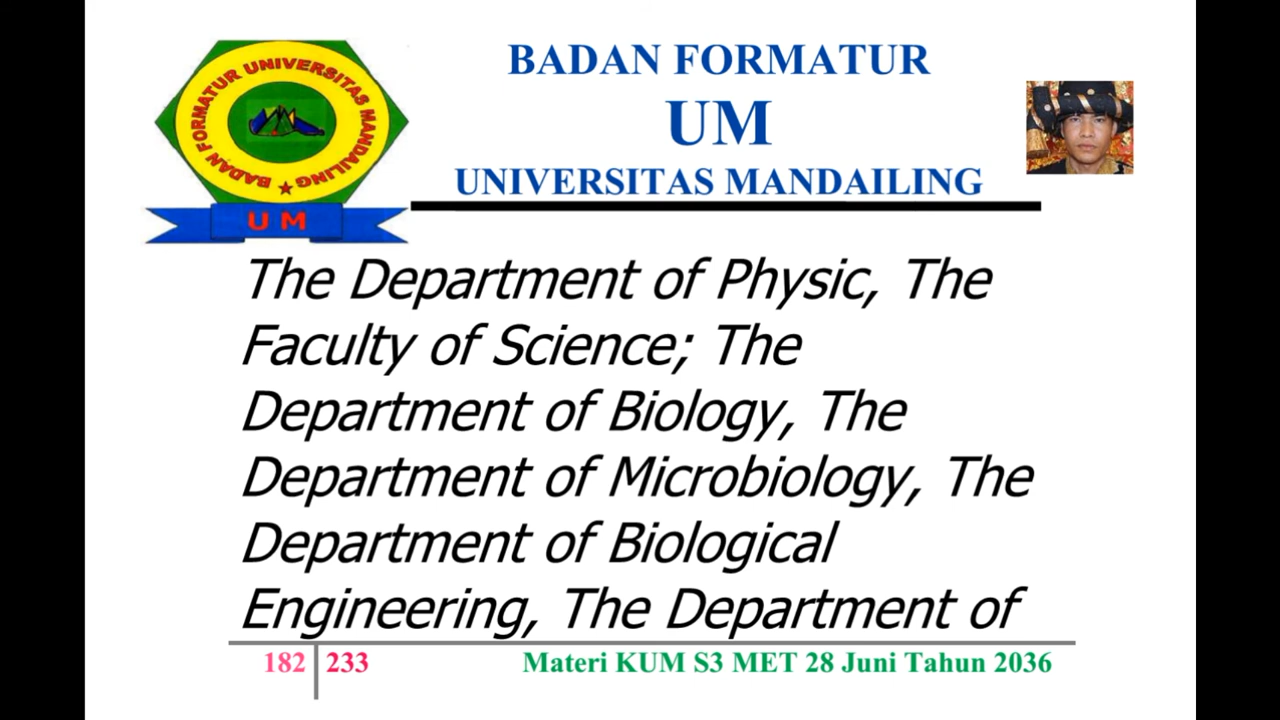 BADAN FORMATUR UNIVERSITAS MANDAILING
U M
BADAN FORMATUR
UM
UNIVERSITAS MANDAILING
The Department of Physic, The
Faculty of Science; The
Department of Biology, The
Department of Microbiology, The
Department of Biological
Engineering, The Department of
182 233 Materi KUM S3 MET 28 Juni Tahun 2036